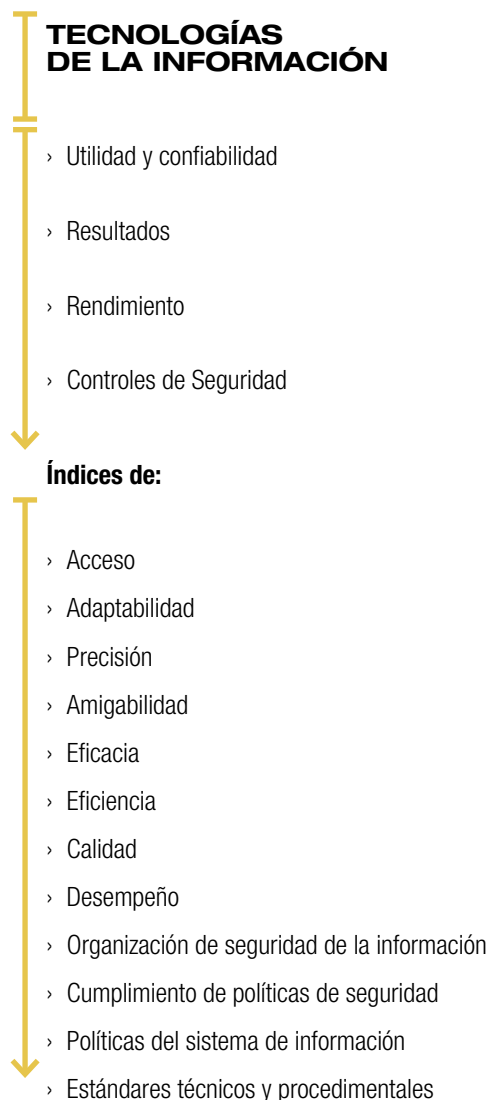 TECNOLOGÍAS
DE LA INFORMACIÓN
› Utilidad y confiabilidad
› Resultados
› Rendimiento
› Controles de Seguridad
Índices de:
› Acceso
› Adaptabilidad
› Precisión
› Amigabilidad
› Eficacia
› Eficiencia
› Calidad
› Desempeño
› Organización de seguridad de la información
› Cumplimiento de políticas de seguridad
› Políticas del sistema de información
› Estándares técnicos y procedimentales